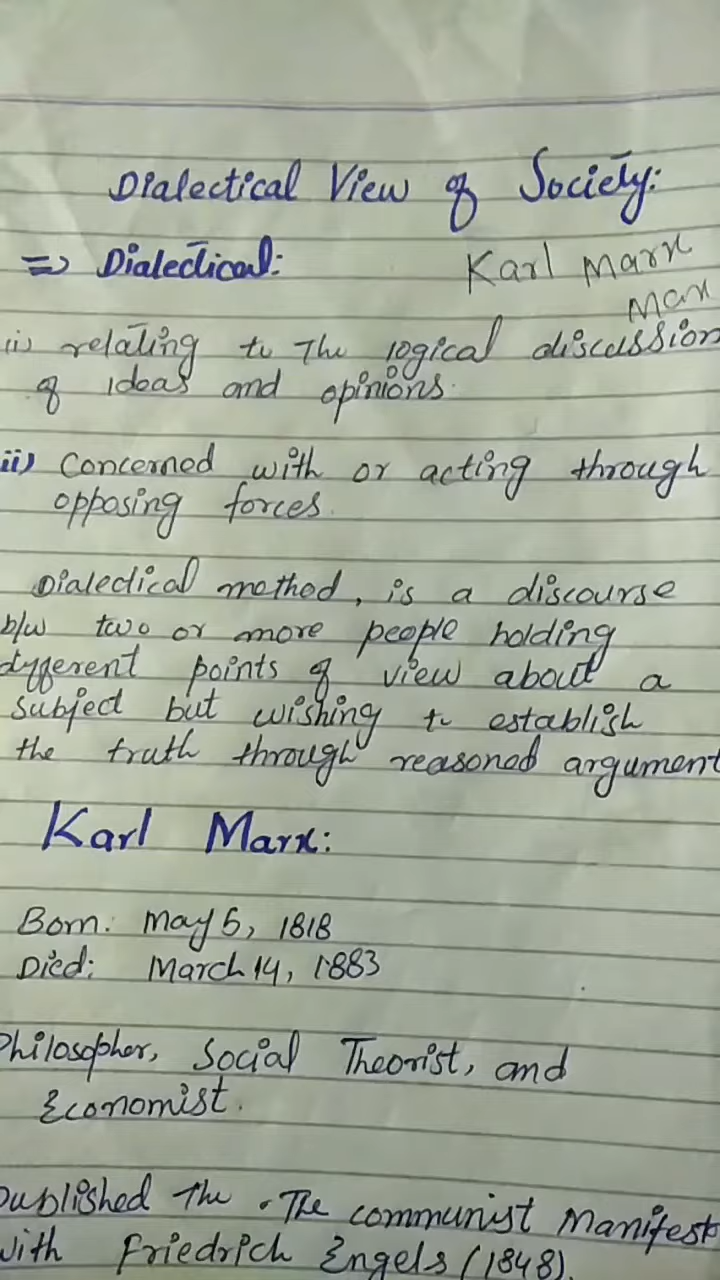 Dialectical View of Society:
=> Dialectical:
Karl Marx
Marx
(i) relating to The logical discussion
of ideas and opinions.
ii) Concerned with or acting through
opposing forces.
Dialectical method, is a discourse
b/w two or more people holding
different points of view about a
subject but wishing to establish
the truth through reasoned argument
Karl Marx:
Born: May 5, 1818
Died: March 14, 1883
Philosopher, Social Theorist, and
Economist.
published the . The communist Manifesto
with Friedrich Engels (1848)